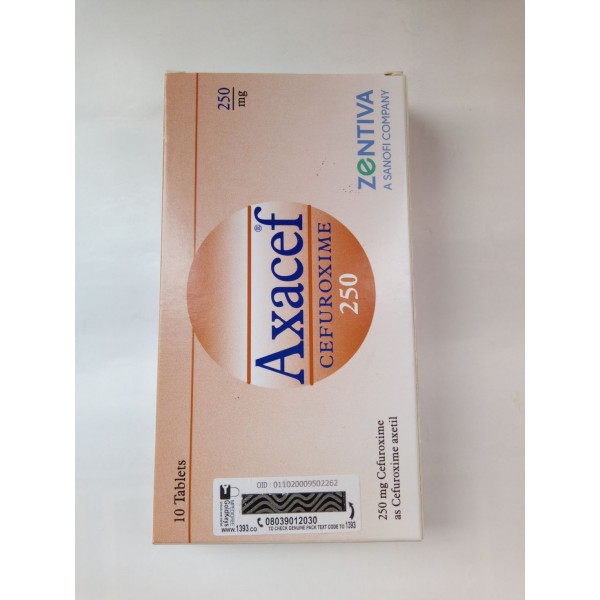 250
mg
ZENTIVA
A SANOFI COMPANY
Axacef®
CEFUROXIME
250
10 Tablets
250 mg Cefuroxime
as Cefuroxime axetil
OID : 011020009502262
08039012030
www.1393.co
TO CHECK GENUINE PACK TEXT CODE TO 1393